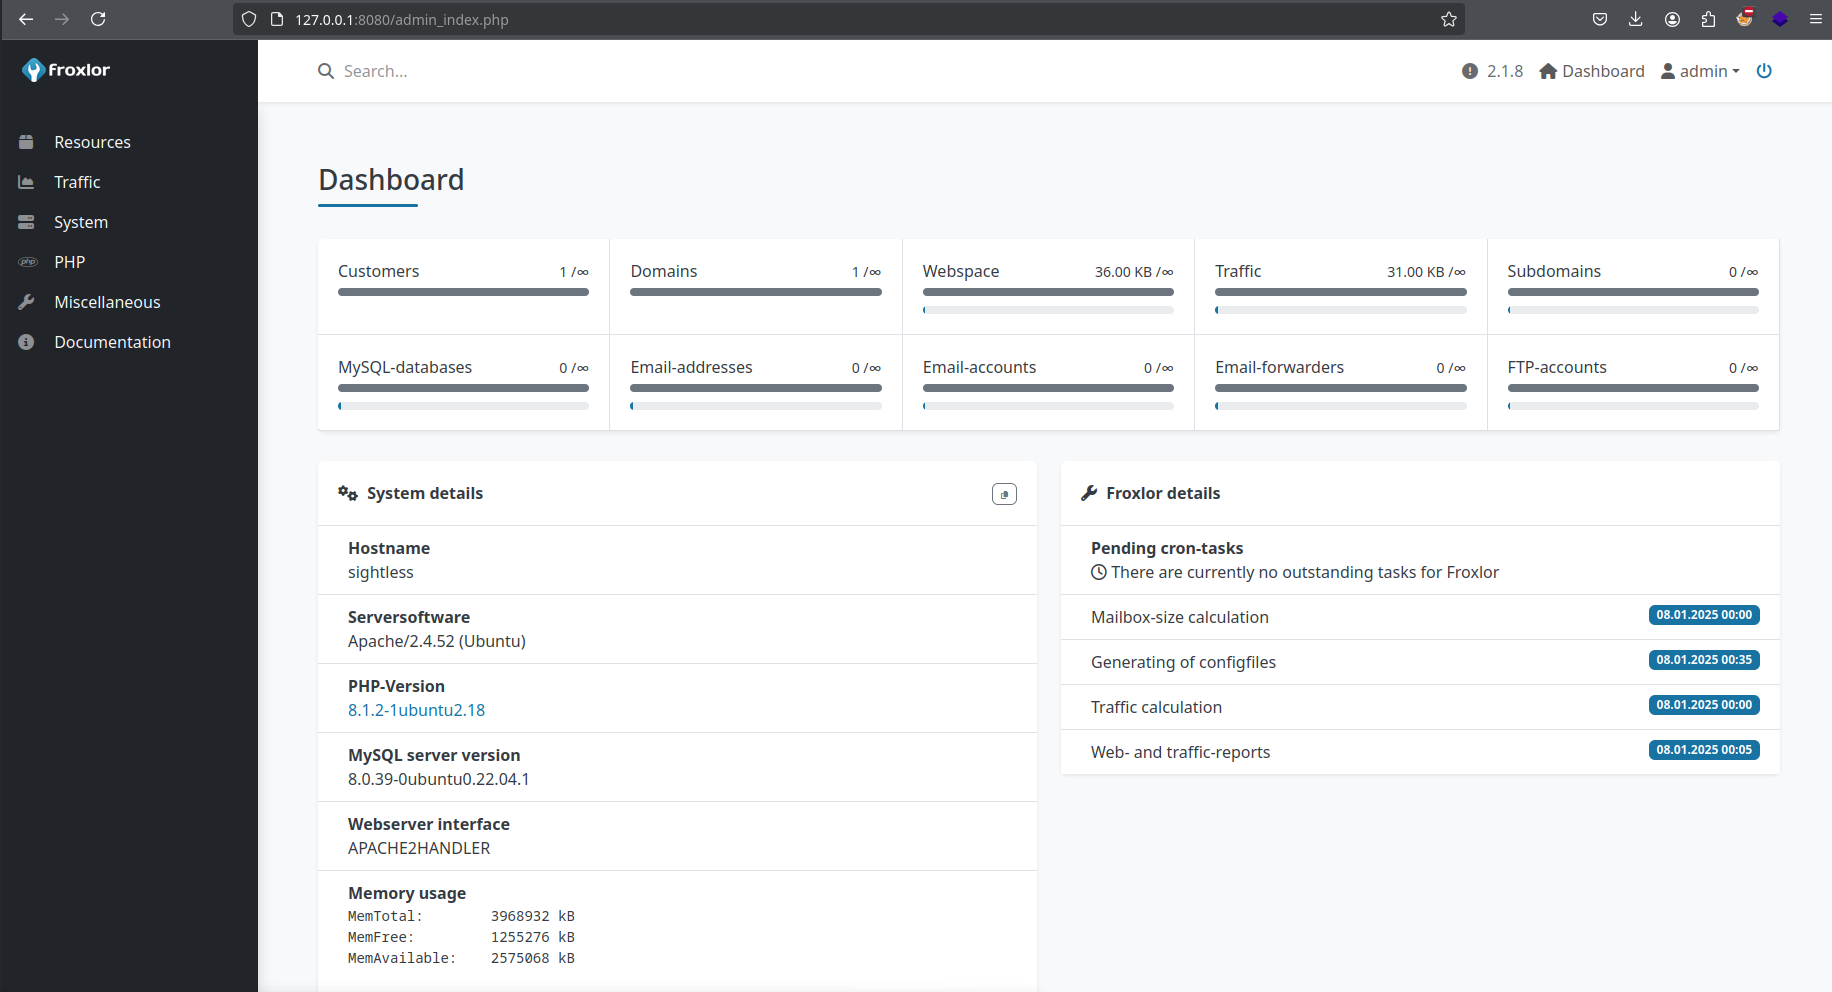 127.0.0.1:8080/admin_index.php
froxlor
Search...
2.1.8 Dashboard admin
Resources
Traffic
System
php PHP
Miscellaneous
Documentation
Dashboard
Customers 1 /∞
Domains 1 /∞
Webspace 36.00 KB /∞
Traffic 31.00 KB /∞
Subdomains 0 /∞
MySQL-databases 0 /∞
Email-addresses 0 /∞
Email-accounts 0 /∞
Email-forwarders 0 /∞
FTP-accounts 0 /∞
System details
Hostname
sightless
Serversoftware
Apache/2.4.52 (Ubuntu)
PHP-Version
8.1.2-1ubuntu2.18
MySQL server version
8.0.39-0ubuntu0.22.04.1
Webserver interface
APACHE2HANDLER
Memory usage
MemTotal: 3968932 kB
MemFree: 1255276 kB
MemAvailable: 2575068 kB
Froxlor details
Pending cron-tasks
There are currently no outstanding tasks for Froxlor
Mailbox-size calculation 08.01.2025 00:00
Generating of configfiles 08.01.2025 00:35
Traffic calculation 08.01.2025 00:00
Web- and traffic-reports 08.01.2025 00:05